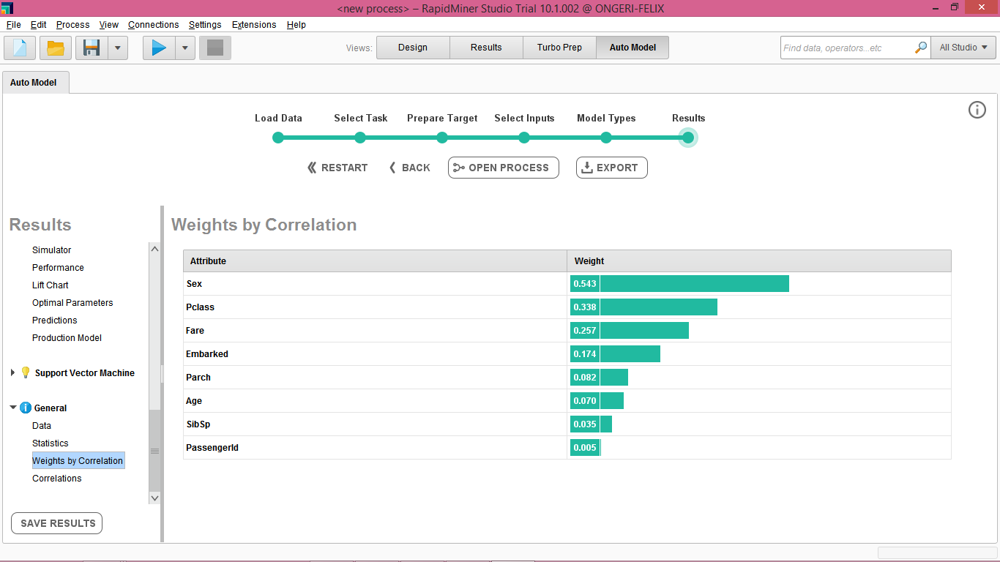 <new process> – RapidMiner Studio Trial 10.1.002 @ ONGERI-FELIX
File Edit Process View Connections Settings Extensions Help
Views: Design Results Turbo Prep Auto Model
Find data, operators...etc
All Studio
Auto Model
Load Data Select Task Prepare Target Select Inputs Model Types Results
RESTART BACK OPEN PROCESS EXPORT
Results
Simulator
Performance
Lift Chart
Optimal Parameters
Predictions
Production Model
Support Vector Machine
General
Data
Statistics
Weights by Correlation
Correlations
SAVE RESULTS
Weights by Correlation
Attribute Weight
Sex 0.543
Pclass 0.338
Fare 0.257
Embarked 0.174
Parch 0.082
Age 0.070
SibSp 0.035
PassengerId 0.005